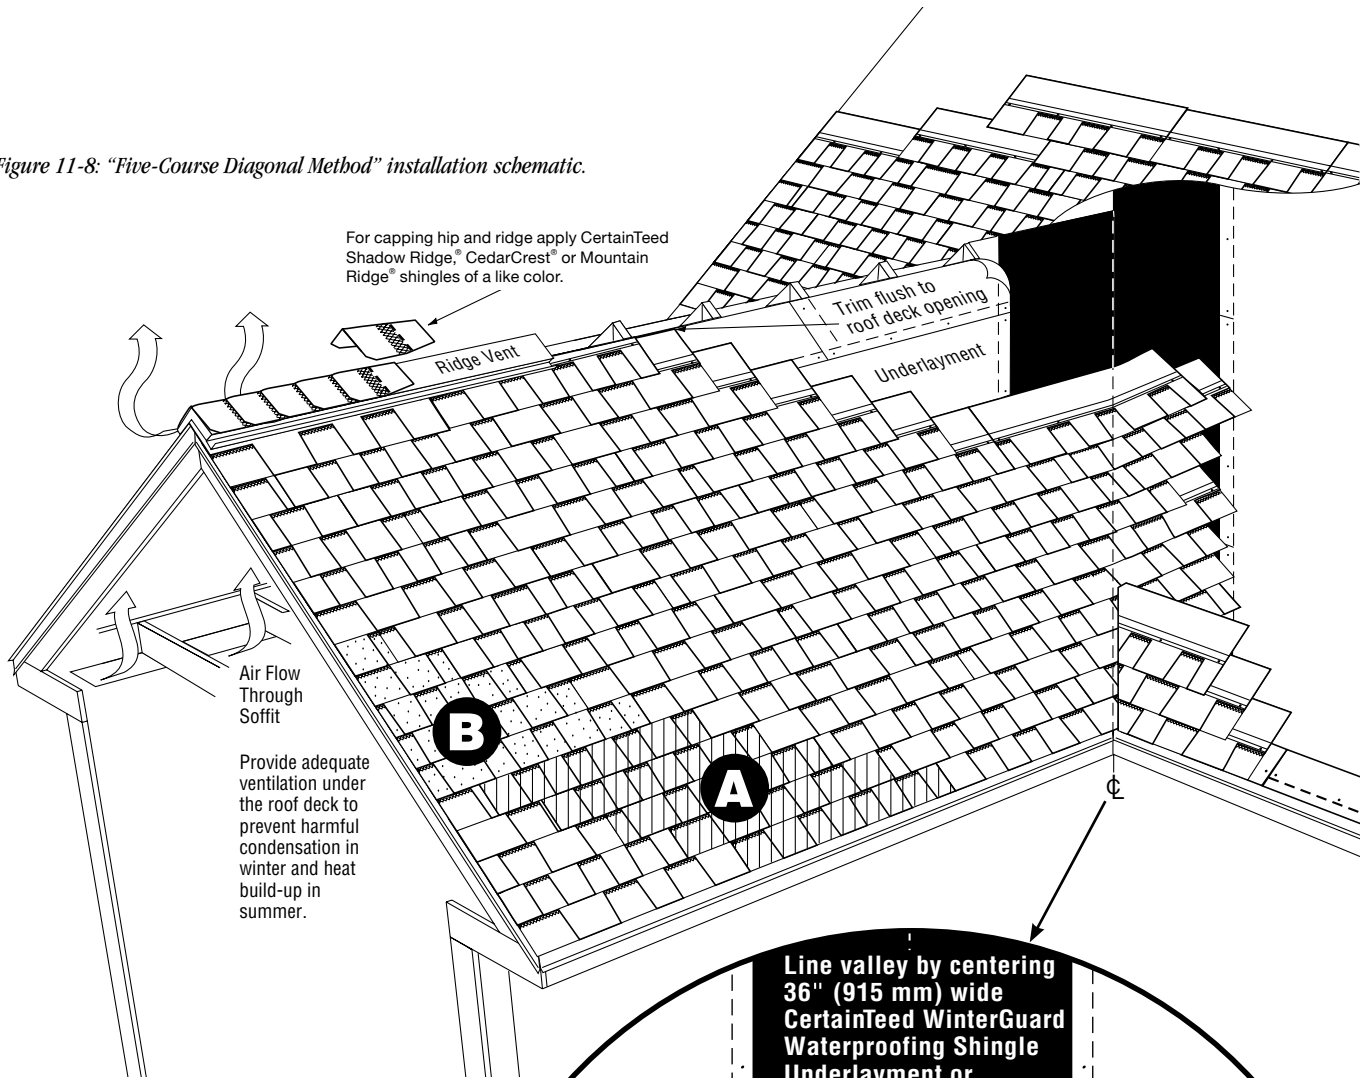 Figure 11-8: “Five-Course Diagonal Method” installation schematic.
For capping hip and ridge apply CertainTeed
Shadow Ridge,® CedarCrest® or Mountain
Ridge® shingles of a like color.
Ridge Vent
Trim flush to
roof deck opening
Underlayment
Air Flow
Through
Soffit
Provide adequate
ventilation under
the roof deck to
prevent harmful
condensation in
winter and heat
build-up in
summer.
B
A
℄
Line valley by centering
36" (915 mm) wide
CertainTeed WinterGuard
Waterproofing Shingle
Underlayment or